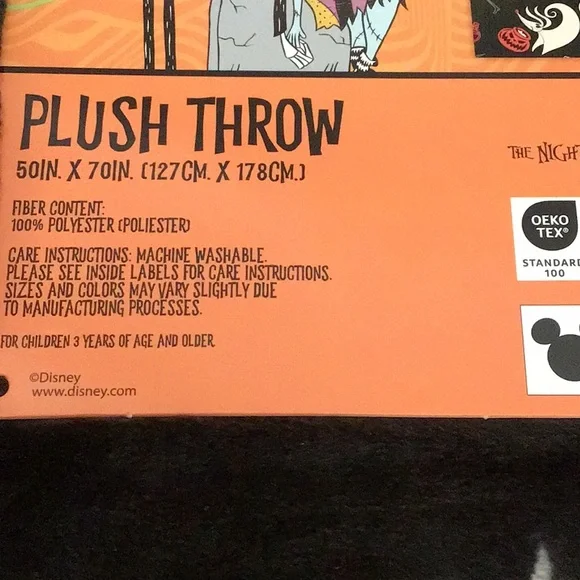 PLUSH THROW
50IN. X 70IN. (127CM. X 178CM.)
THE
FIBER CONTENT:
100% POLYESTER (POLIESTER)
OEKO
TEX®
CARE INSTRUCTIONS: MACHINE WASHABLE.
PLEASE SEE INSIDE LABELS FOR CARE INSTRUCTIONS.
SIZES AND COLORS MAY VARY SLIGHTLY DUE
TO MANUFACTURING PROCESSES.
STANDARD
100
FOR CHILDREN 3 YEARS OF AGE AND OLDER
©Disney
www.disney.com